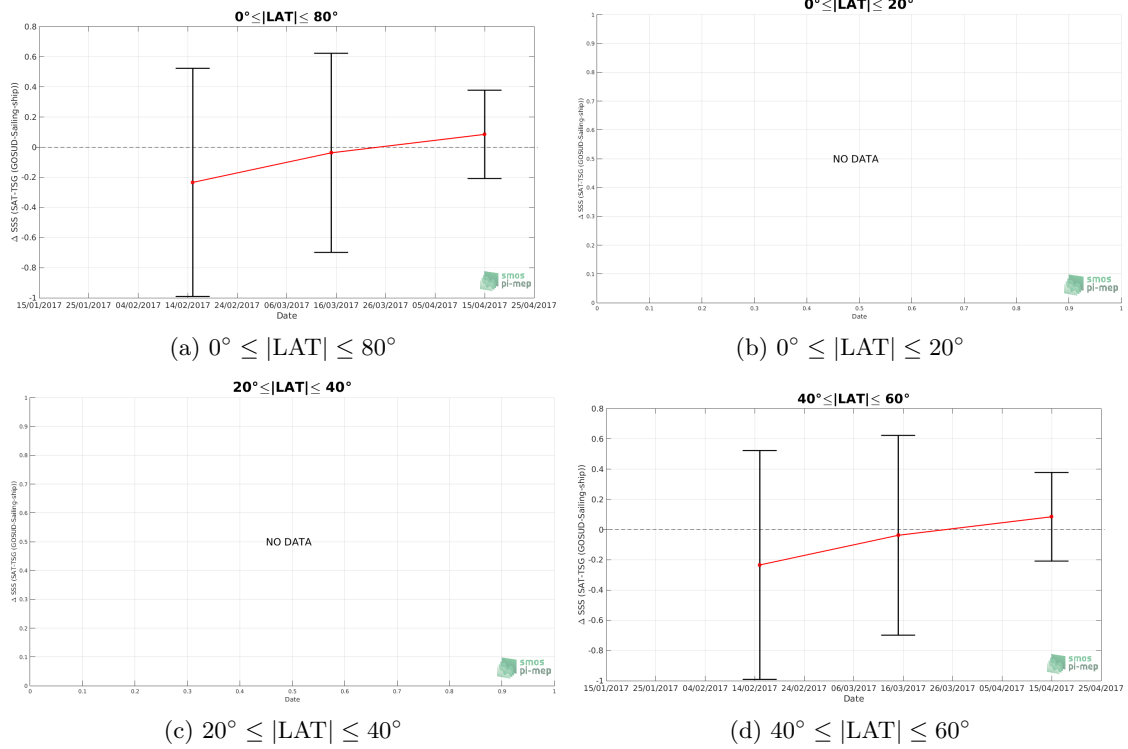 0°≤|LAT|≤ 80°
0.8
0.6
0.4
0.2
0
-0.2
-0.4
-0.6
-0.8
-1
Δ SSS (SAT-TSG (GOSUD-Sailing-ship))
smos
pi-mep
15/01/2017 25/01/2017 04/02/2017 14/02/2017 24/02/2017 06/03/2017 16/03/2017 26/03/2017 05/04/2017 15/04/2017 25/04/2017
Date
(a) 0° ≤ |LAT| ≤ 80°
0°≤|LAT|≤ 20°
1
0.9
0.8
0.7
0.6
0.5
0.4
0.3
0.2
0.1
0
Δ SSS (SAT-TSG (GOSUD-Sailing-ship))
NO DATA
smos
pi-mep
0 0.1 0.2 0.3 0.4 0.5 0.6 0.7 0.8 0.9 1
Date
(b) 0° ≤ |LAT| ≤ 20°
20°≤|LAT|≤ 40°
1
0.9
0.8
0.7
0.6
0.5
0.4
0.3
0.2
0.1
0
Δ SSS (SAT-TSG (GOSUD-Sailing-ship))
NO DATA
smos
pi-mep
0 0.1 0.2 0.3 0.4 0.5 0.6 0.7 0.8 0.9 1
Date
(c) 20° ≤ |LAT| ≤ 40°
40°≤|LAT|≤ 60°
0.8
0.6
0.4
0.2
0
-0.2
-0.4
-0.6
-0.8
-1
Δ SSS (SAT-TSG (GOSUD-Sailing-ship))
smos
pi-mep
15/01/2017 25/01/2017 04/02/2017 14/02/2017 24/02/2017 06/03/2017 16/03/2017 26/03/2017 05/04/2017 15/04/2017 25/04/2017
Date
(d) 40° ≤ |LAT| ≤ 60°